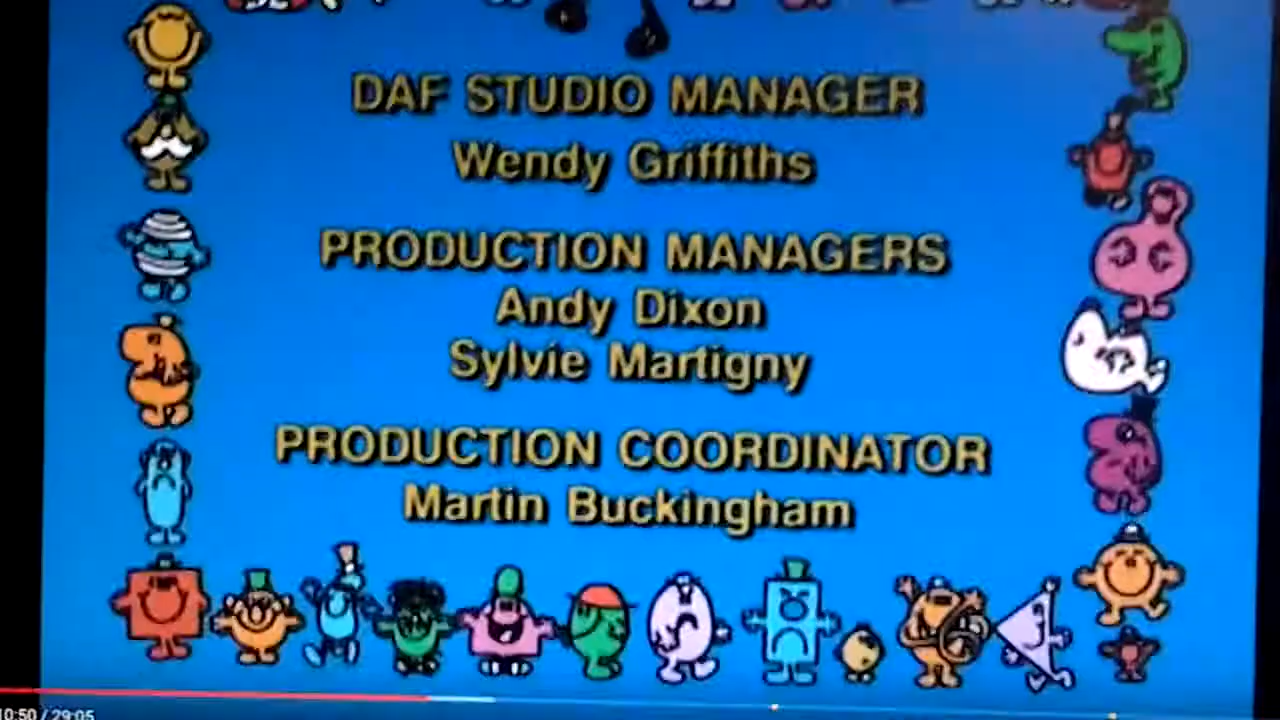 DAF STUDIO MANAGER
Wendy Griffiths
PRODUCTION MANAGERS
Andy Dixon
Sylvie Martigny
PRODUCTION COORDINATOR
Martin Buckingham
10:50 / 29:05